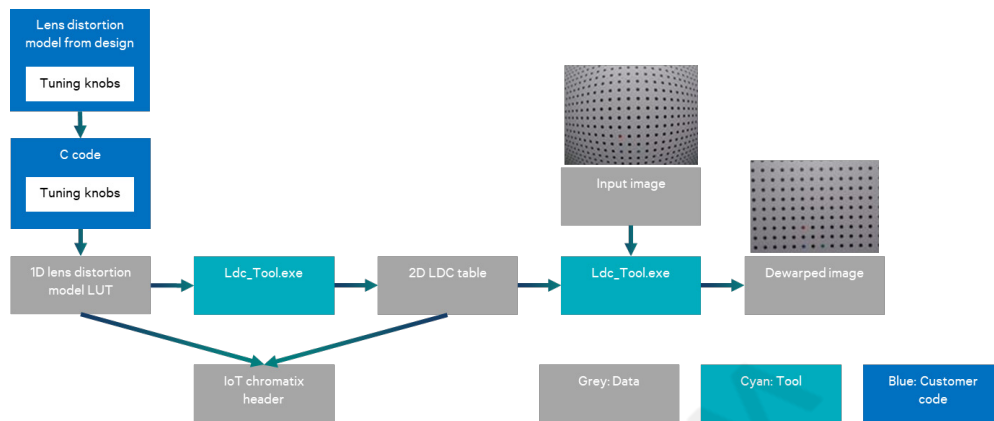 Lens distortion
model from design
Tuning knobs
C code
Tuning knobs
Input image
1D lens distortion
model LUT
Ldc_Tool.exe
2D LDC table
Ldc_Tool.exe
Dewarped image
IoT chromatix
header
Grey: Data
Cyan: Tool
Blue: Customer
code